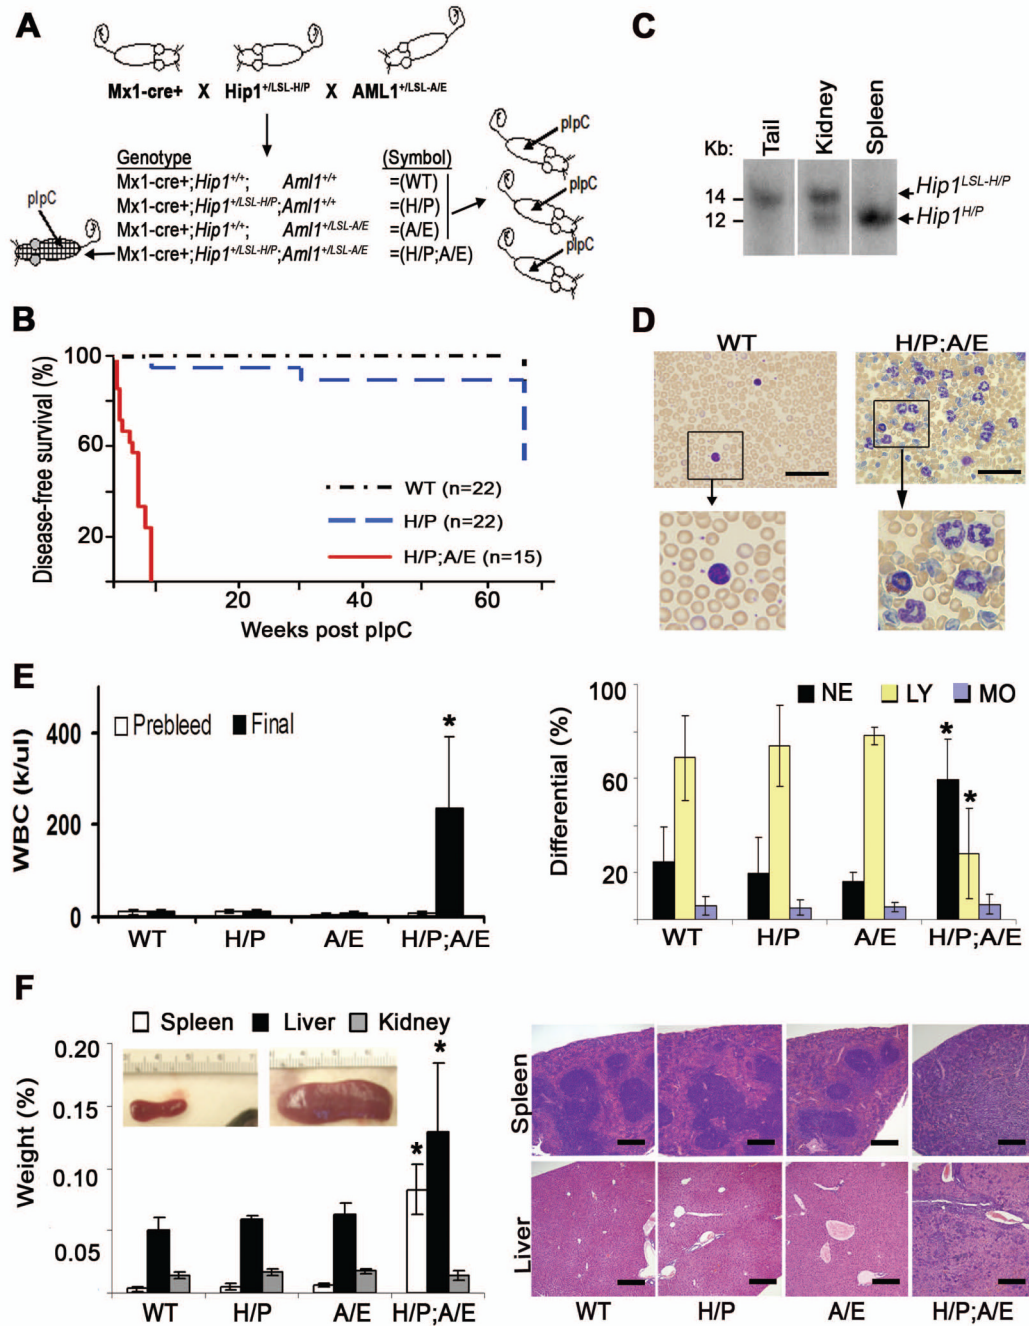 A
Mx1-cre+ X Hip1+/LSL-H/P X AML1+/LSL-A/E
pIpC
Genotype (Symbol)
Mx1-cre+;Hip1+/+; Aml1+/+ =(WT)
Mx1-cre+;Hip1+/LSL-H/P;Aml1+/+ =(H/P)
Mx1-cre+;Hip1+/+; Aml1+/LSL-A/E =(A/E)
Mx1-cre+;Hip1+/LSL-H/P;Aml1+/LSL-A/E =(H/P;A/E)
pIpC
pIpC
pIpC
B
Disease-free survival (%)
100
60
20
WT (n=22)
H/P (n=22)
H/P;A/E (n=15)
20 40 60
Weeks post pIpC
C
Kb: Tail Kidney Spleen
14 Hip1LSL-H/P
12 Hip1H/P
D
WT H/P;A/E
E
WBC (k/ul)
Prebleed Final
400
200
0
*
WT H/P A/E H/P;A/E
Differential (%)
NE LY MO
100
60
20
*
*
WT H/P A/E H/P;A/E
F
Weight (%)
Spleen Liver Kidney
0.20
0.15
0.10
0.05
*
*
WT H/P A/E H/P;A/E
Spleen
Liver
WT H/P A/E H/P;A/E